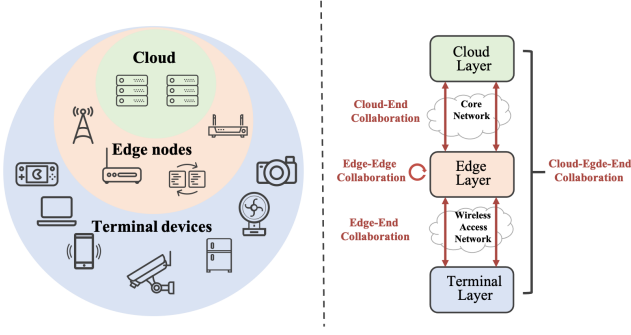 Cloud
Edge nodes
Terminal devices
Cloud
Layer
Cloud-End
Collaboration
Core
Network
Edge-Edge
Collaboration
Edge
Layer
Cloud-Egde-End
Collaboration
Edge-End
Collaboration
Wireless
Access
Network
Terminal
Layer